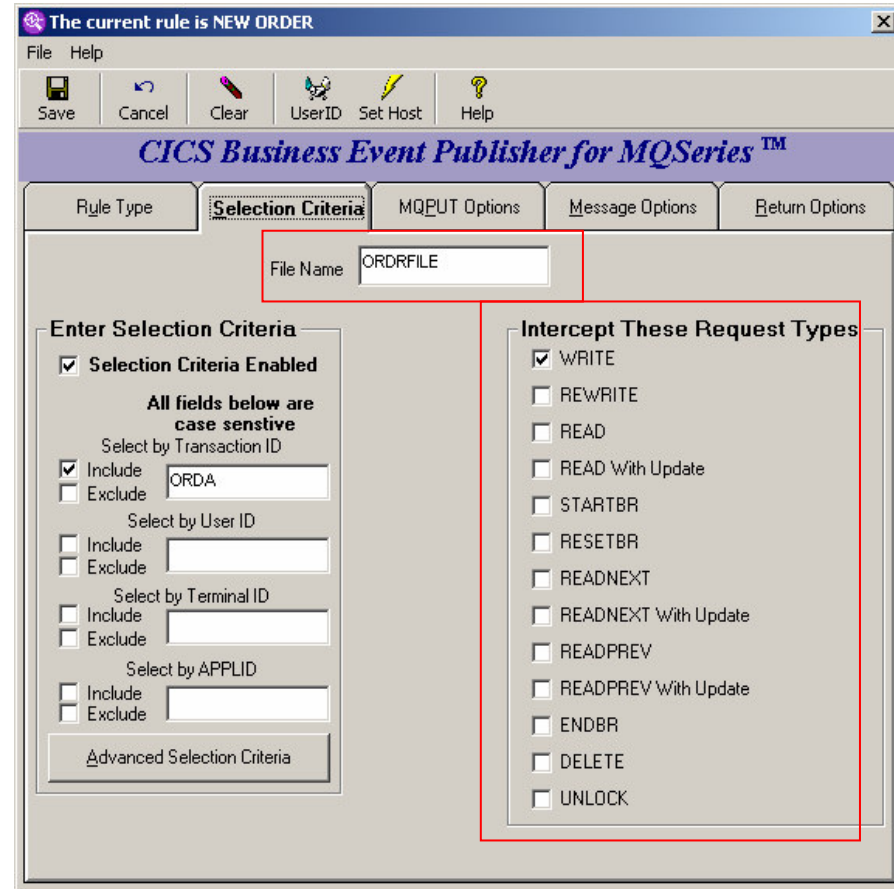 The current rule is NEW ORDER
File Help
Save Cancel Clear UserID Set Host Help
CICS Business Event Publisher for MQSeries ™
Rule Type Selection Criteria MQPUT Options Message Options Return Options
File Name ORDRFILE
Enter Selection Criteria
Selection Criteria Enabled
All fields below are
case senstive
Select by Transaction ID
Include
ORDA
Exclude
Select by User ID
Include
Exclude
Select by Terminal ID
Include
Exclude
Select by APPLID
Include
Exclude
Advanced Selection Criteria
Intercept These Request Types
WRITE
REWRITE
READ
READ With Update
STARTBR
RESETBR
READNEXT
READNEXT With Update
READPREV
READPREV With Update
ENDBR
DELETE
UNLOCK